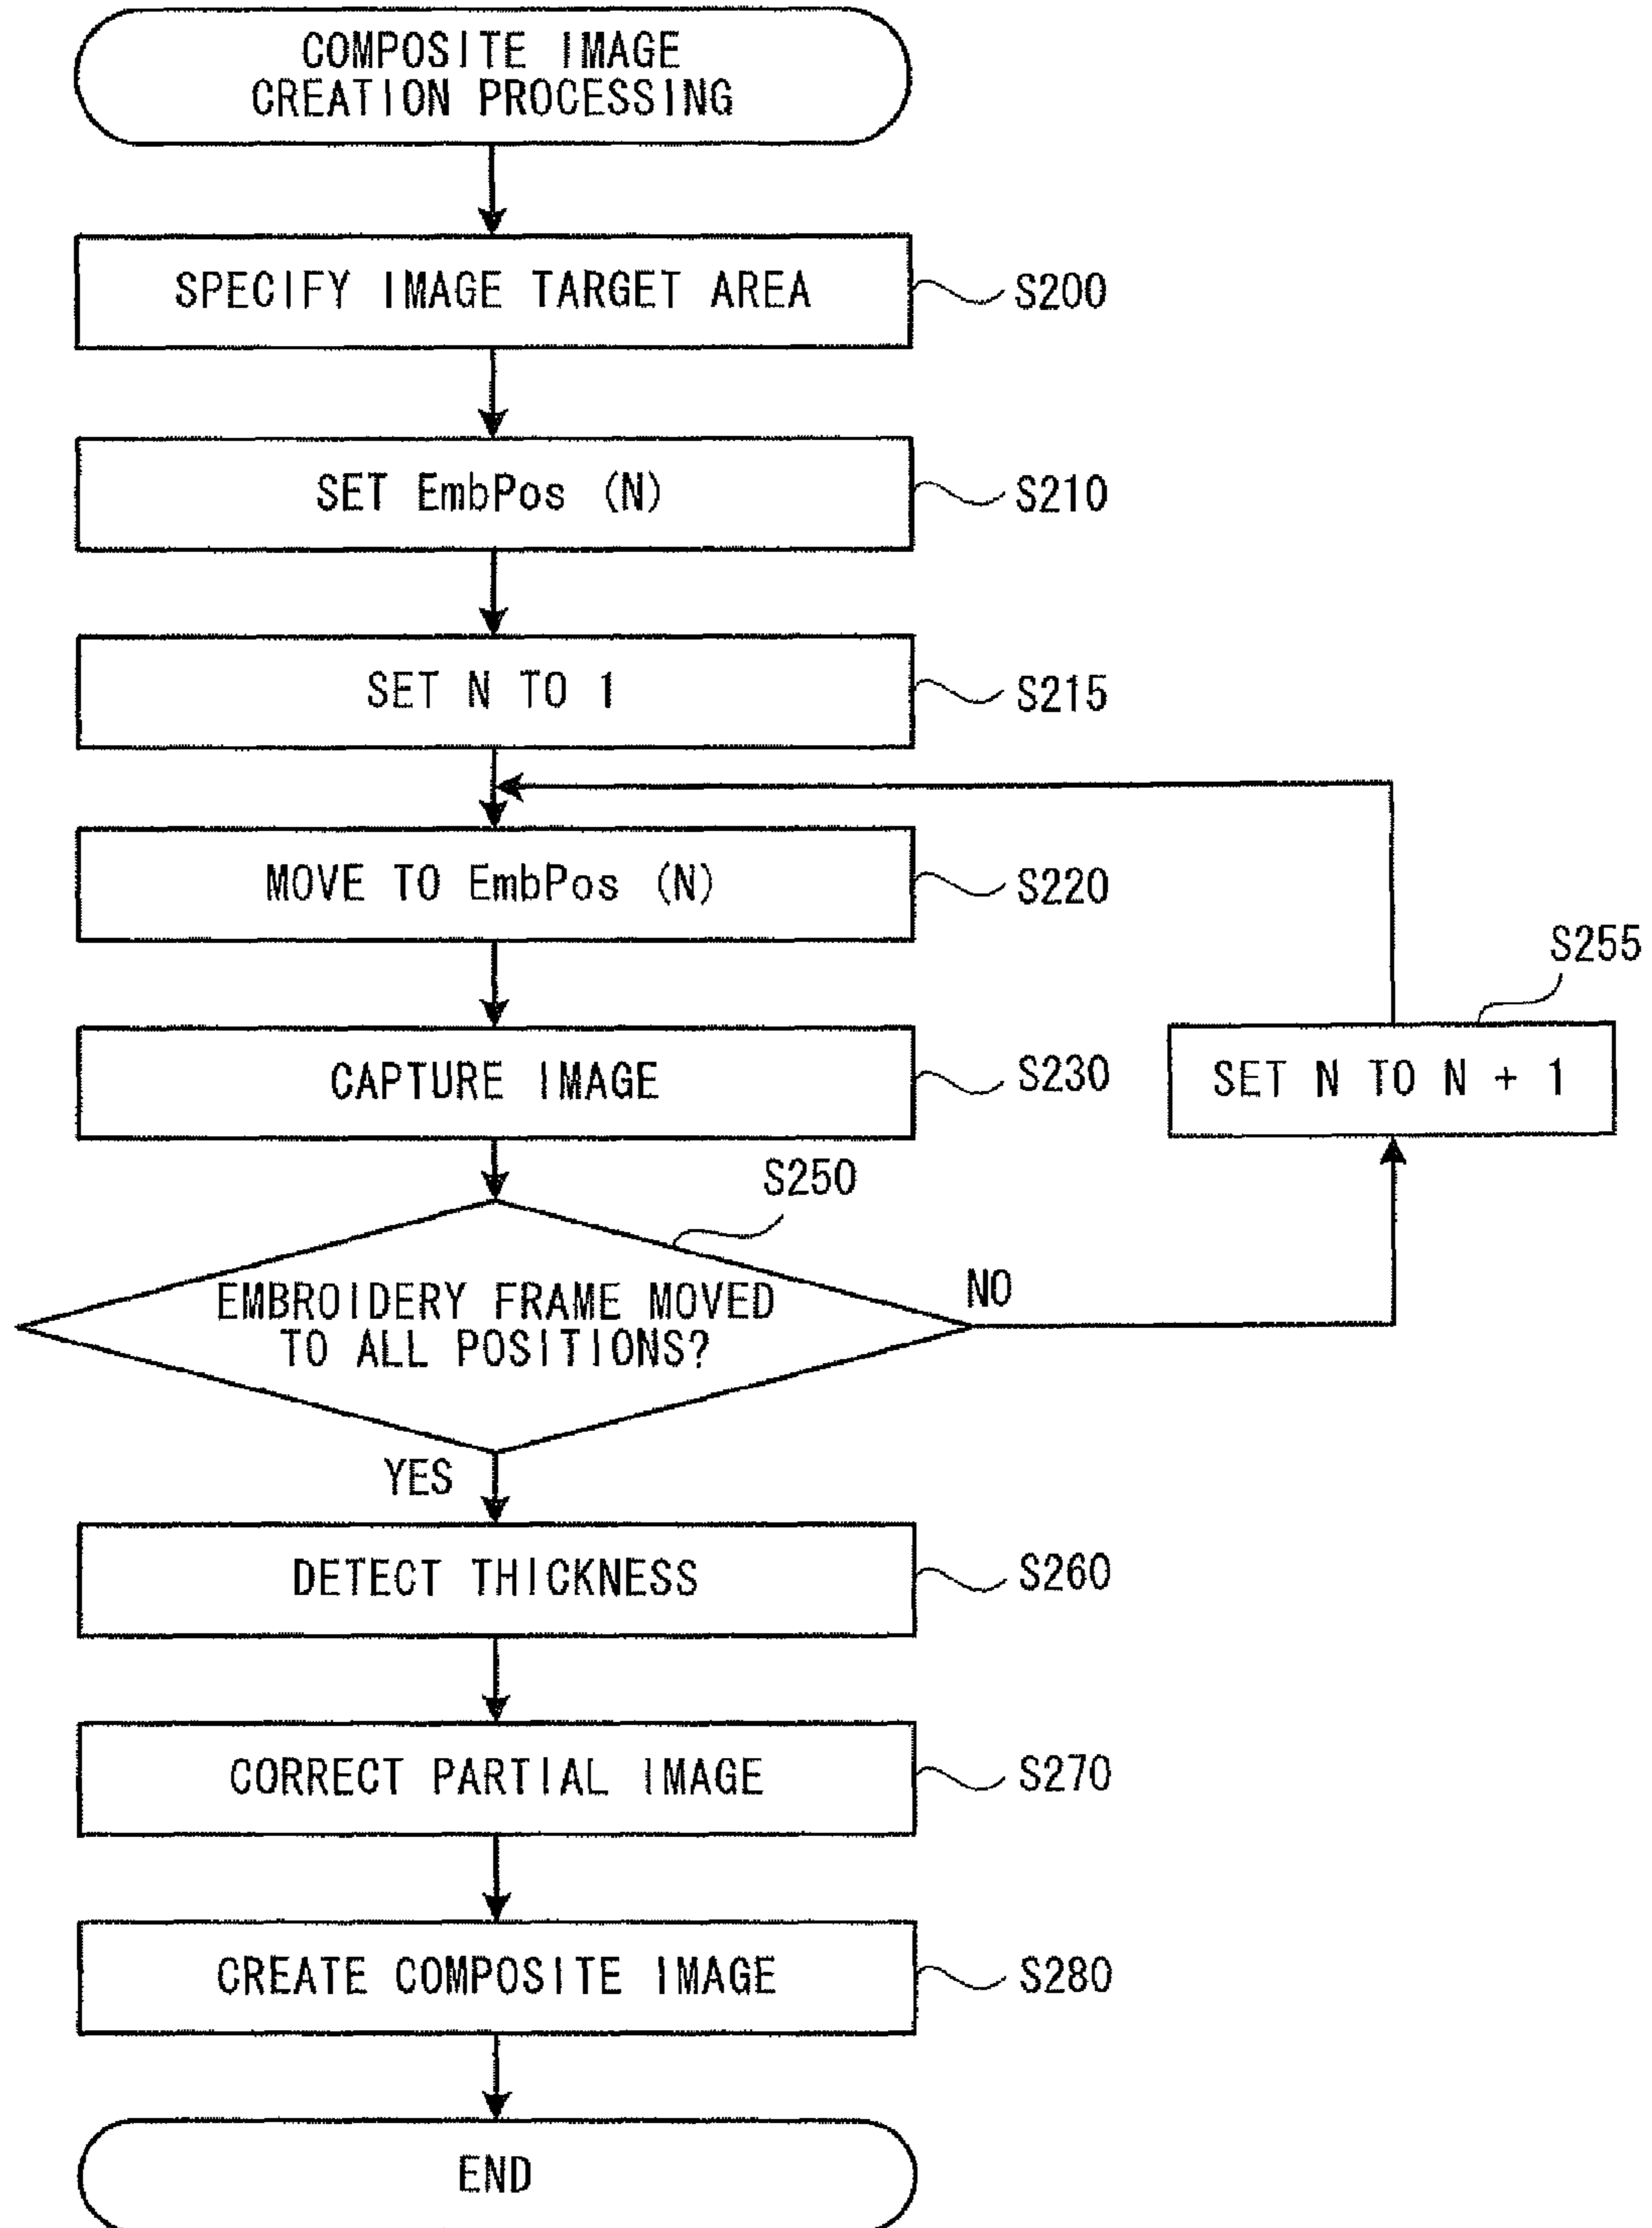 COMPOSITE IMAGE
CREATION PROCESSING
SPECIFY IMAGE TARGET AREA
S200
SET EmbPos (N)
S210
SET N TO 1
S215
MOVE TO EmbPos (N)
S220
S255
CAPTURE IMAGE
S230
SET N TO N + 1
S250
EMBROIDERY FRAME MOVED
TO ALL POSITIONS?
NO
YES
DETECT THICKNESS
S260
CORRECT PARTIAL IMAGE
S270
CREATE COMPOSITE IMAGE
S280
END